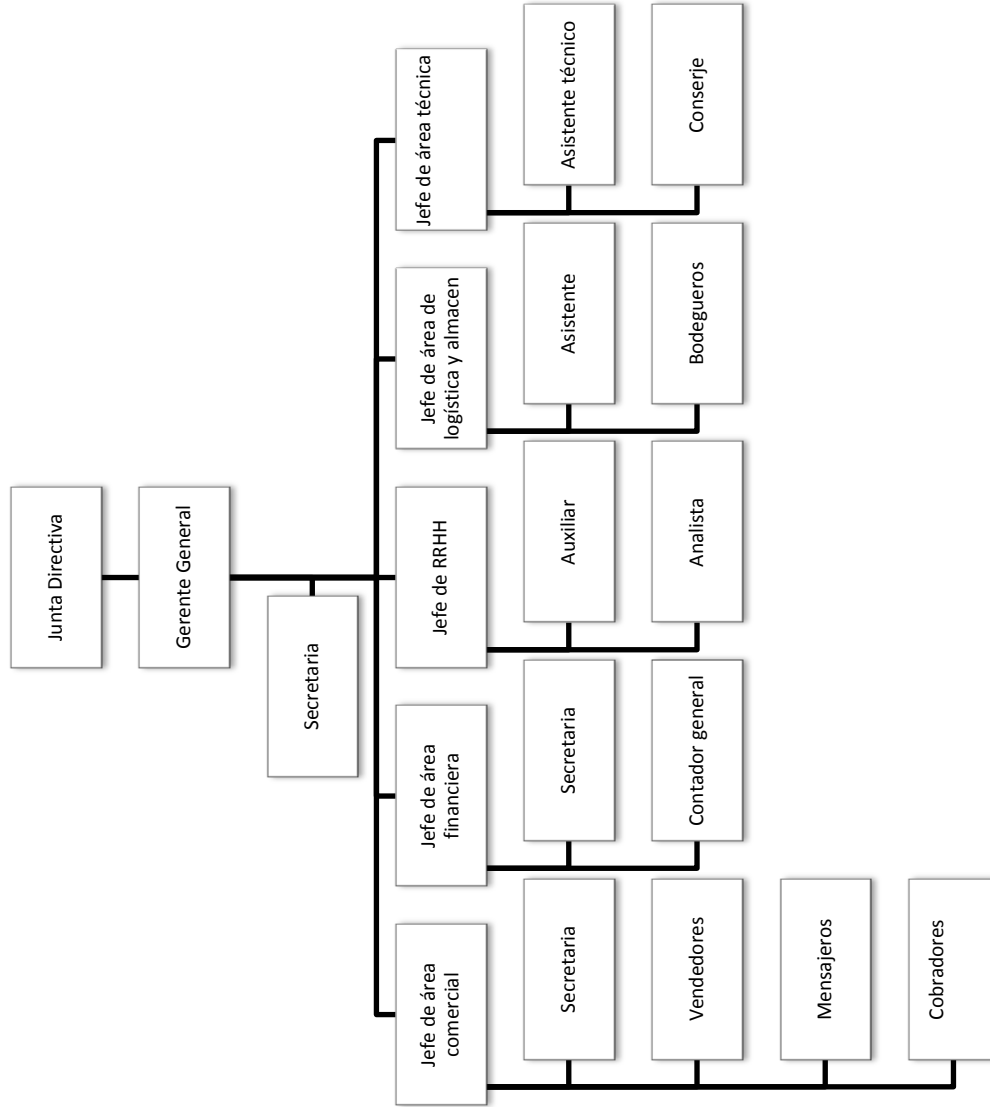 Junta Directiva
Gerente General
Secretaria
Jefe de área
comercial
Jefe de área
financiera
Jefe de RRHH
Jefe de área de
logística y almacen
Jefe de área técnica
Secretaria
Vendedores
Mensajeros
Cobradores
Secretaria
Contador general
Auxiliar
Analista
Asistente
Bodegueros
Asistente técnico
Conserje